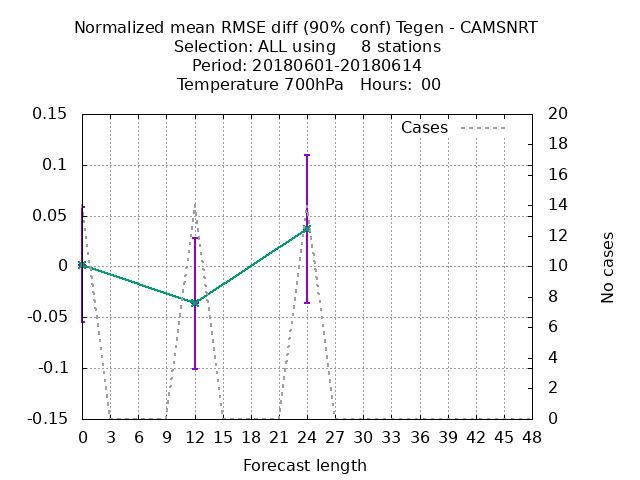 Normalized mean RMSE diff (90% conf) Tegen - CAMSNRT
Selection: ALL using     8 stations
Period: 20180601-20180614
Temperature 700hPa   Hours:  00
Cases
0.15
0.1
0.05
0
-0.05
-0.1
-0.15
20
18
16
14
12
10
8
6
4
2
0
No cases
0 3 6 9 12 15 18 21 24 27 30 33 36 39 42 45 48
Forecast length